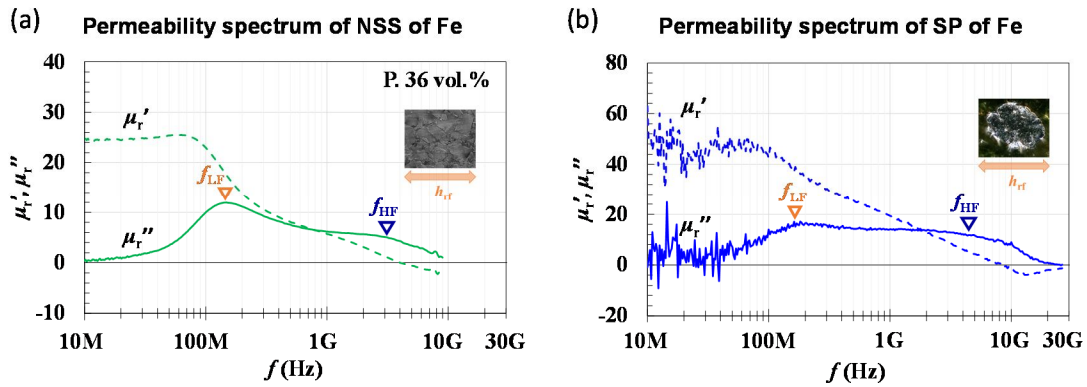 (a)
Permeability spectrum of NSS of Fe
40
30
20
10
0
-10
μr', μr''
P. 36 vol.%
μr'
fLF
hrf
fHF
μr''
10M 100M 1G 10G 30G
f (Hz)
(b)
Permeability spectrum of SP of Fe
80
60
40
20
0
-20
μr', μr''
μr'
hrf
fLF
fHF
μr''
10M 100M 1G 10G 30G
f (Hz)